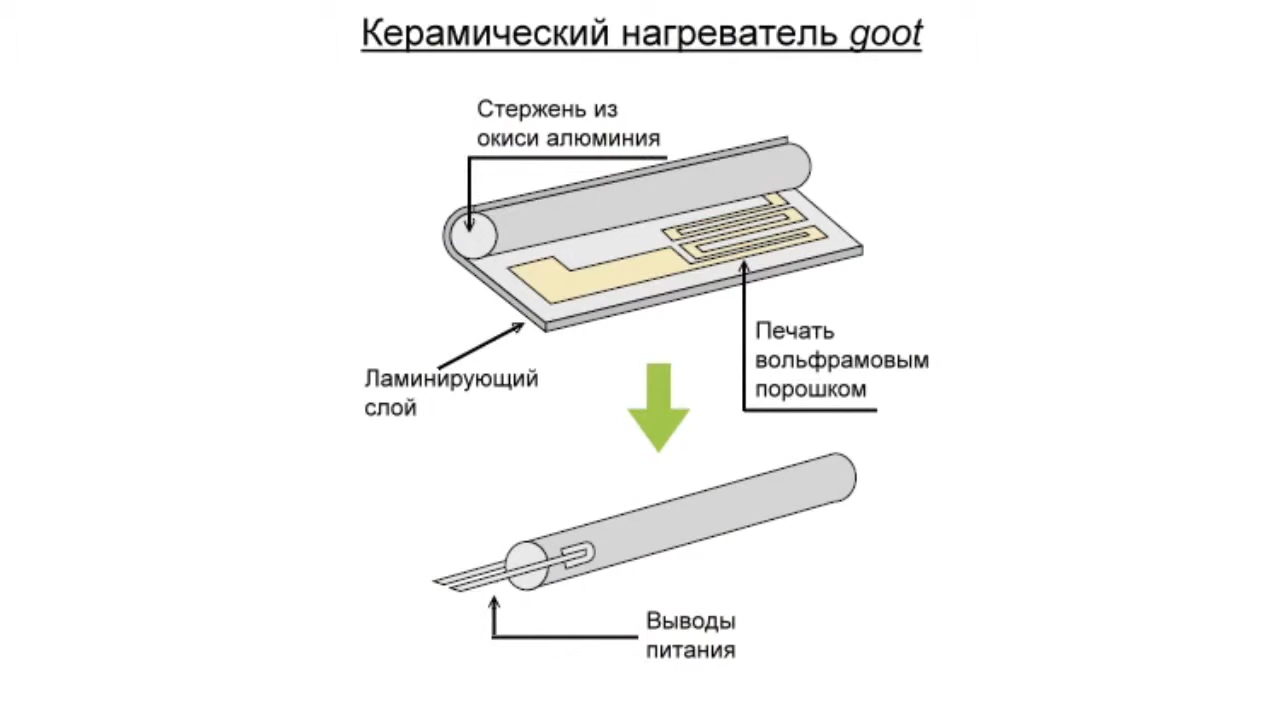 Керамический нагреватель goot
Стержень из
окиси алюминия
Печать
вольфрамовым
порошком
Ламинирующий
слой
Выводы
питания